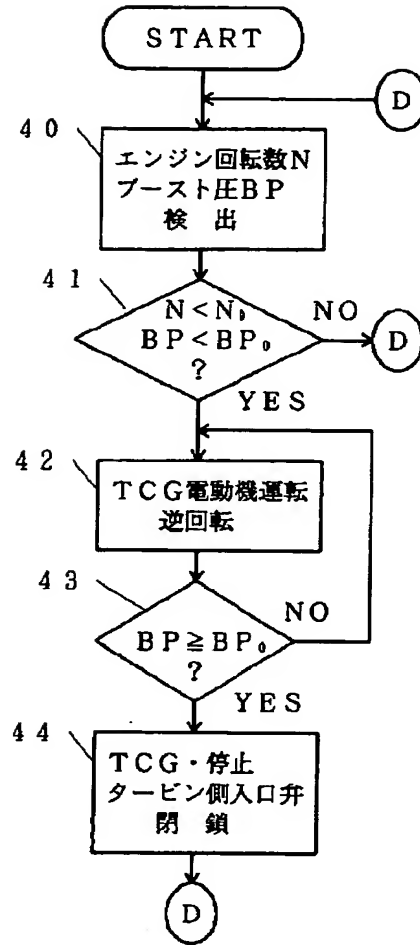 START
D
40
エンジン回転数N
ブースト圧BP
検 出
41
N<N₀
BP<BP₀
?
NO
D
YES
42
TCG電動機運転
逆回転
43
NO
BP≧BP₀
?
YES
44
TCG・停止
タービン側入口弁
閉 鎖
D